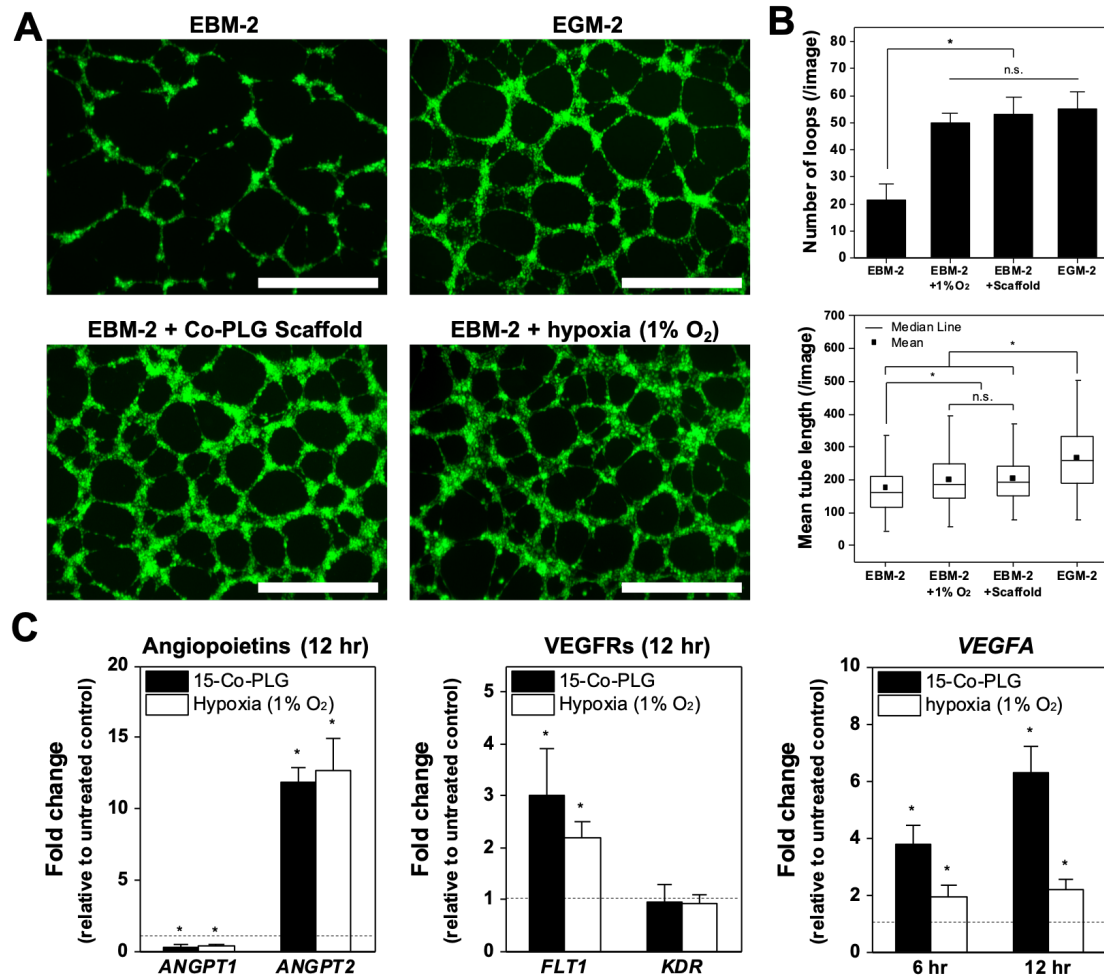 A
EBM-2
EGM-2
EBM-2 + Co-PLG Scaffold
EBM-2 + hypoxia (1% O₂)
B
Number of loops (/image)
80
70
60
50
40
30
20
10
0
*
n.s.
EBM-2
EBM-2
+1%O₂
EBM-2
+Scaffold
EGM-2
Mean tube length (/image)
700
600
500
400
300
200
100
0
Median Line
Mean
*
*
n.s.
EBM-2
EBM-2
+1% O₂
EBM-2
+Scaffold
EGM-2
C
Angiopoietins (12 hr)
Fold change
(relative to untreated control)
20
15
10
5
0
15-Co-PLG
Hypoxia (1% O₂)
* * * *
ANGPT1 ANGPT2
VEGFRs (12 hr)
Fold change
(relative to untreated control)
5
4
3
2
1
0
15-Co-PLG
Hypoxia (1% O₂)
* *
FLT1 KDR
VEGFA
Fold change
(relative to untreated control)
10
8
6
4
2
0
15-Co-PLG
hypoxia (1% O₂)
* * * *
6 hr 12 hr